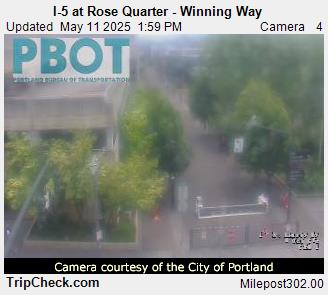 I-5 at Rose Quarter - Winning Way
Updated May 11 2025 1:59 PM Camera 4
PBOT
PORTLAND BUREAU OF TRANSPORTATION
Camera courtesy of the City of Portland
TripCheck.com Milepost302.00